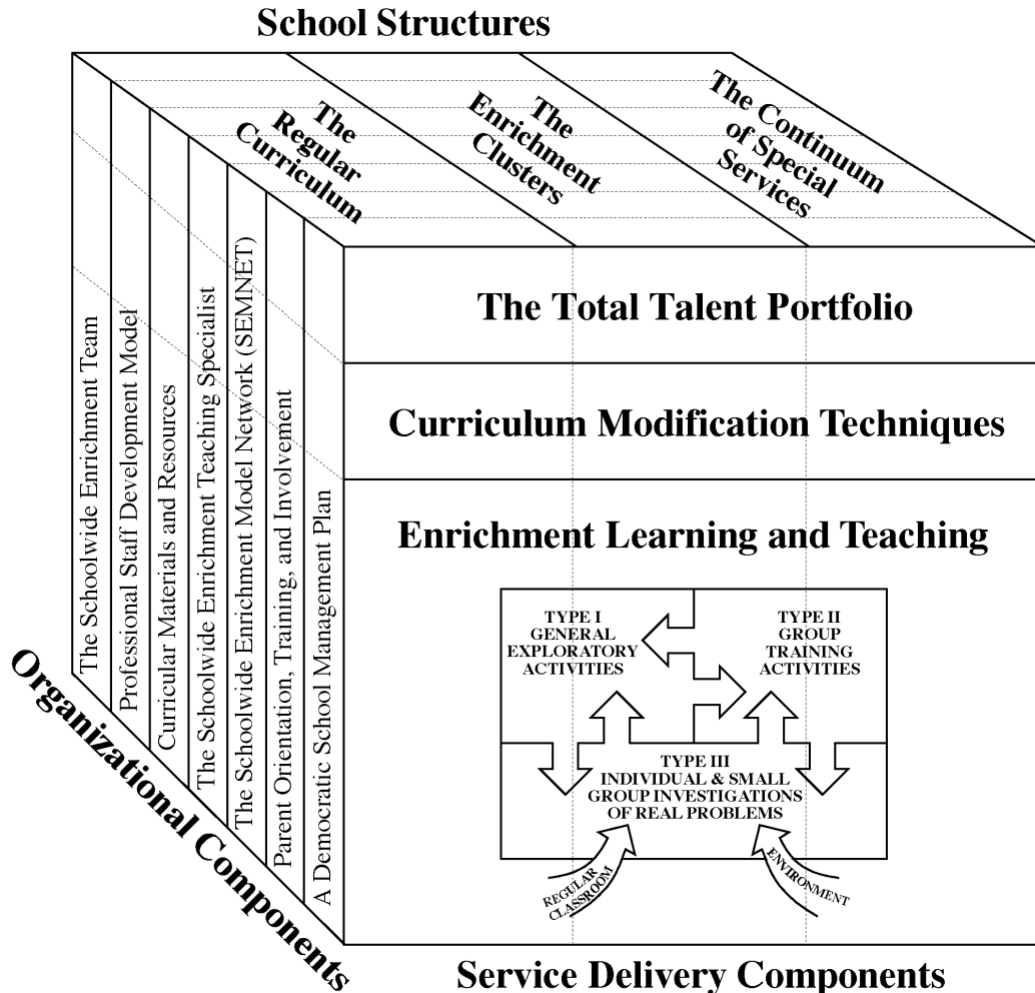 School Structures
The
Regular
Curriculum
The
Enrichment
Clusters
The Continuum
of Special
Services
The Schoolwide Enrichment Team
Professional Staff Development Model
Curricular Materials and Resources
The Schoolwide Enrichment Teaching Specialist
The Schoolwide Enrichment Model Network (SEMNET)
Parent Orientation, Training, and Involvement
A Democratic School Management Plan
Organizational Components
The Total Talent Portfolio
Curriculum Modification Techniques
Enrichment Learning and Teaching
TYPE I
GENERAL
EXPLORATORY
ACTIVITIES
TYPE II
GROUP
TRAINING
ACTIVITIES
TYPE III
INDIVIDUAL & SMALL
GROUP INVESTIGATIONS
OF REAL PROBLEMS
REGULAR
CLASSROOM
ENVIRONMENT
Service Delivery Components